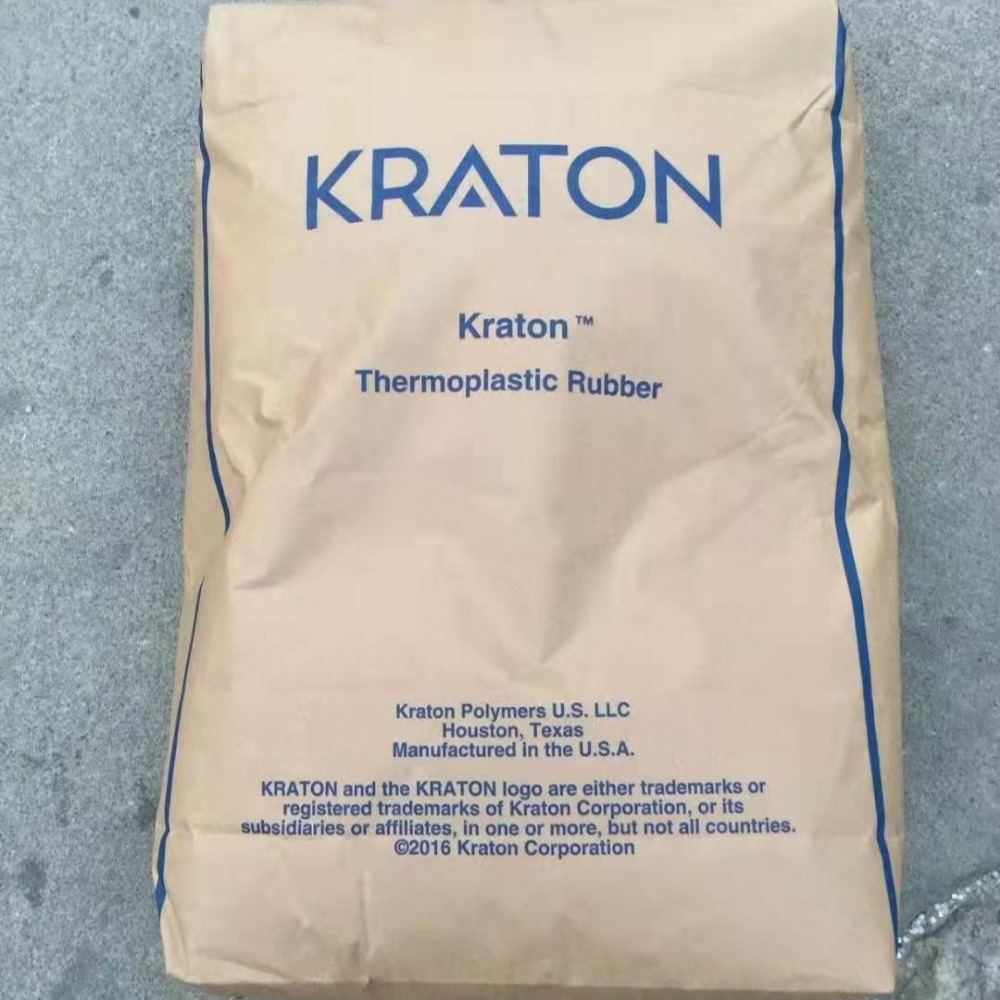 KRATON
Kraton™
Thermoplastic Rubber
Kraton Polymers U.S. LLC
Houston, Texas
Manufactured in the U.S.A.
KRATON and the KRATON logo are either trademarks or
registered trademarks of Kraton Corporation, or its
subsidiaries or affiliates, in one or more, but not all countries.
©2016 Kraton Corporation